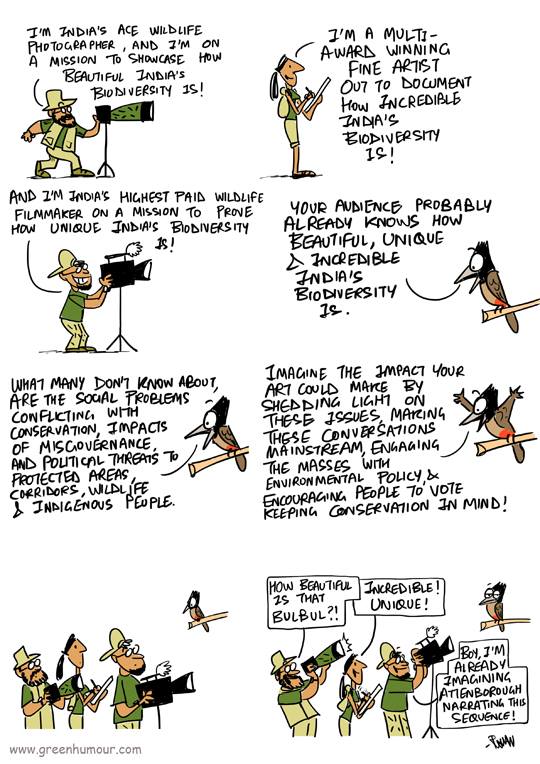 I'M INDIA'S ACE WILDLIFE
PHOTOGRAPHER, AND I'M ON
A MISSION TO SHOWCASE HOW
BEAUTIFUL INDIA'S
BIODIVERSITY IS!
I'M A MULTI-
AWARD WINNING
FINE ARTIST
OUT TO DOCUMENT
HOW INCREDIBLE
INDIA'S
BIODIVERSITY
IS!
AND I'M INDIA'S HIGHEST PAID WILDLIFE
FILMMAKER ON A MISSION TO PROVE
HOW UNIQUE INDIA'S BIODIVERSITY
IS!
YOUR AUDIENCE PROBABLY
ALREADY KNOWS HOW
BEAUTIFUL, UNIQUE
& INCREDIBLE
INDIA'S
BIODIVERSITY
IS.
WHAT MANY DON'T KNOW ABOUT,
ARE THE SOCIAL PROBLEMS
CONFLICTING WITH
CONSERVATION, IMPACTS
OF MISGOVERNANCE,
AND POLITICAL THREATS TO
PROTECTED AREAS,
CORRIDORS, WILDLIFE
& INDIGENOUS PEOPLE.
IMAGINE THE IMPACT YOUR
ART COULD MAKE BY
SHEDDING LIGHT ON
THESE ISSUES, MAKING
THESE CONVERSATIONS
MAINSTREAM, ENGAGING
THE MASSES WITH
ENVIRONMENTAL POLICY, &
ENCOURAGING PEOPLE TO VOTE
KEEPING CONSERVATION IN MIND!
HOW BEAUTIFUL
IS THAT
BULBUL?!
INCREDIBLE!
UNIQUE!
BOY, I'M
ALREADY
IMAGINING
ATTENBOROUGH
NARRATING THIS
SEQUENCE!
www.greenhumour.com